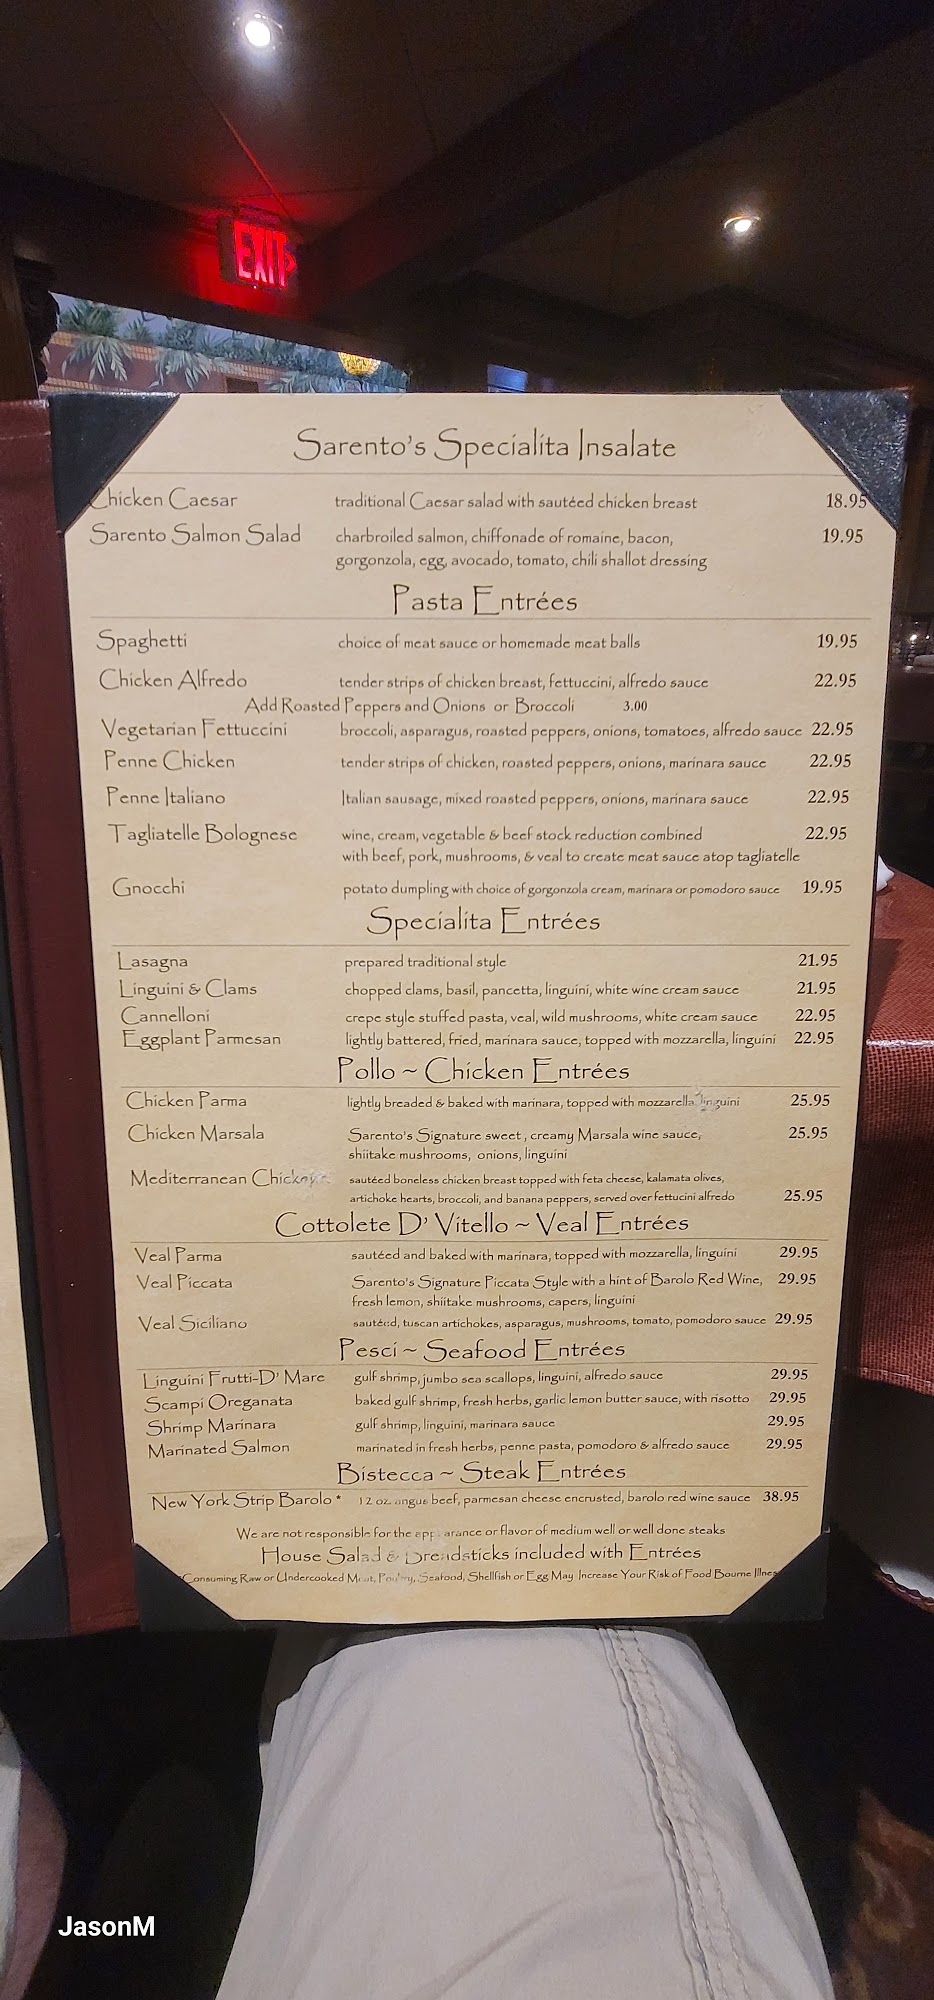 EXIT
Sarento's Specialita Insalate
Chicken Caesar traditional Caesar salad with sautéed chicken breast 18.95
Sarento Salmon Salad charbroiled salmon, chiffonade of romaine, bacon, 19.95
gorgonzola, egg, avocado, tomato, chili shallot dressing
Pasta Entrées
Spaghetti choice of meat sauce or homemade meat balls 19.95
Chicken Alfredo tender strips of chicken breast, fettuccini, alfredo sauce 22.95
Add Roasted Peppers and Onions or Broccoli 3.00
Vegetarian Fettuccini broccoli, asparagus, roasted peppers, onions, tomatoes, alfredo sauce 22.95
Penne Chicken tender strips of chicken, roasted peppers, onions, marinara sauce 22.95
Penne Italiano Italian sausage, mixed roasted peppers, onions, marinara sauce 22.95
Tagliatelle Bolognese wine, cream, vegetable & beef stock reduction combined 22.95
with beef, pork, mushrooms, & veal to create meat sauce atop tagliatelle
Gnocchi potato dumpling with choice of gorgonzola cream, marinara or pomodoro sauce 19.95
Specialita Entrées
Lasagna prepared traditional style 21.95
Linguini & Clams chopped clams, basil, pancetta, linguini, white wine cream sauce 21.95
Cannelloni crepe style stuffed pasta, veal, wild mushrooms, white cream sauce 22.95
Eggplant Parmesan lightly battered, fried, marinara sauce, topped with mozzarella, linguini 22.95
Pollo ~ Chicken Entrées
Chicken Parma lightly breaded & baked with marinara, topped with mozzarella, linguini 25.95
Chicken Marsala Sarento's Signature sweet, creamy Marsala wine sauce, 25.95
shiitake mushrooms, onions, linguini
Mediterranean Chicken sautéed boneless chicken breast topped with feta cheese, kalamata olives,
artichoke hearts, broccoli, and banana peppers, served over fettucini alfredo 25.95
Cottolete D' Vitello ~ Veal Entrées
Veal Parma sautéed and baked with marinara, topped with mozzarella, linguini 29.95
Veal Piccata Sarento's Signature Piccata Style with a hint of Barolo Red Wine, 29.95
fresh lemon, shiitake mushrooms, capers, linguini
Veal Siciliano sautéed, tuscan artichokes, asparagus, mushrooms, tomato, pomodoro sauce 29.95
Pesci ~ Seafood Entrées
Linguini Frutti-D' Mare gulf shrimp, jumbo sea scallops, linguini, alfredo sauce 29.95
Scampi Oreganata baked gulf shrimp, fresh herbs, garlic lemon butter sauce, with risotto 29.95
Shrimp Marinara gulf shrimp, linguini, marinara sauce 29.95
Marinated Salmon marinated in fresh herbs, penne pasta, pomodoro & alfredo sauce 29.95
Bistecca ~ Steak Entrées
New York Strip Barolo * 12 oz. angus beef, parmesan cheese encrusted, barolo red wine sauce 38.95
We are not responsible for the appearance or flavor of medium well or well done steaks
House Salad & Breadsticks included with Entrées
*Consuming Raw or Undercooked Meat, Poultry, Seafood, Shellfish or Egg May Increase Your Risk of Food Bourne Illnes
JasonM